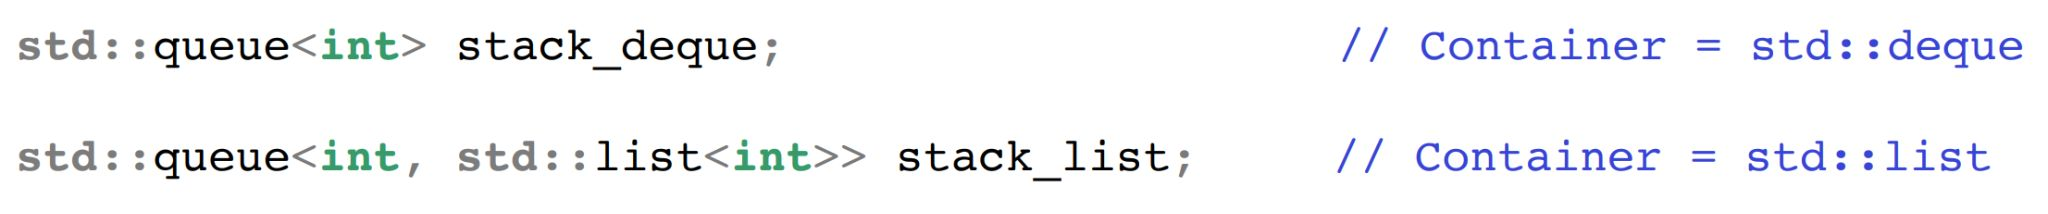 std::queue<int> stack_deque; // Container = std::deque
std::queue<int, std::list<int>> stack_list; // Container = std::list